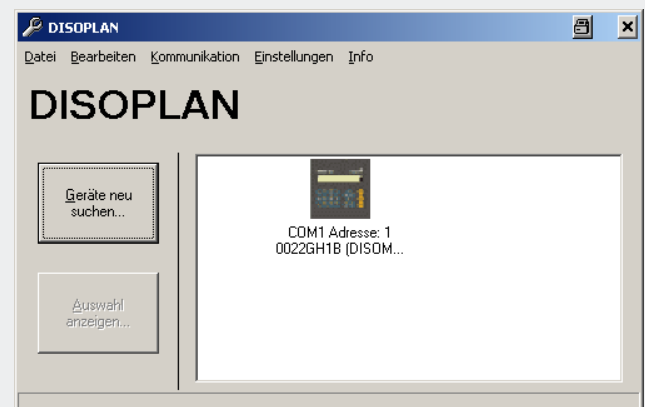 DISOPLAN
Datei Bearbeiten Kommunikation Einstellungen Info
DISOPLAN
Geräte neu
suchen...
COM1 Adresse: 1
0022GH1B (DISOM...
Auswahl
anzeigen...